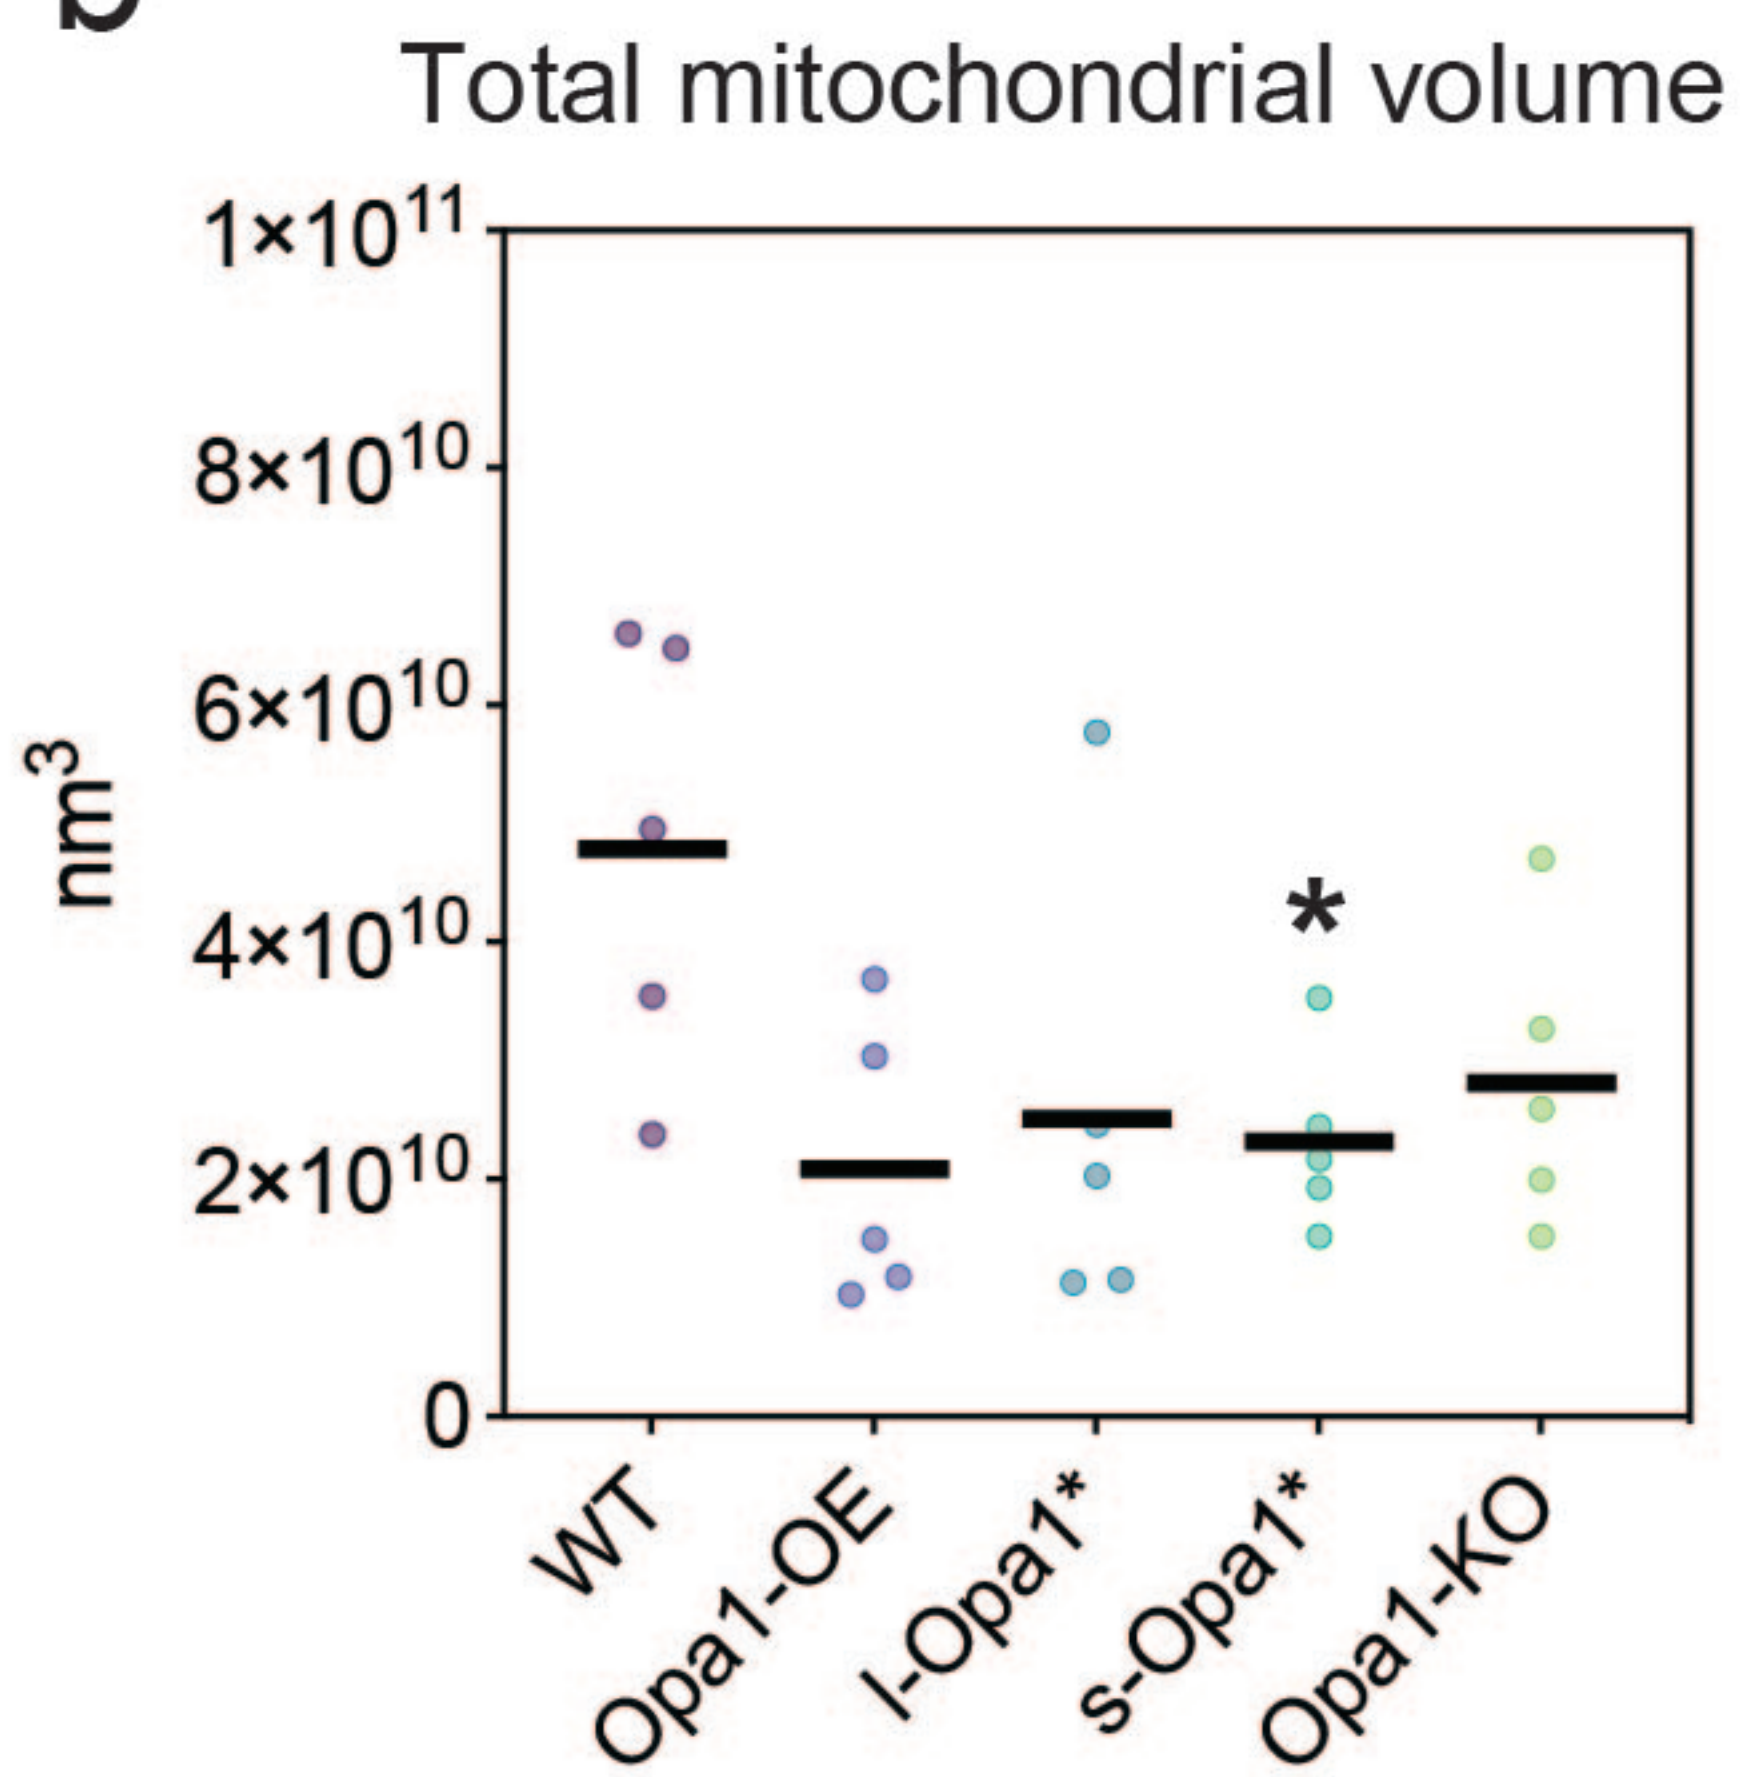 b
Total mitochondrial volume
1×10¹¹
8×10¹⁰
6×10¹⁰
4×10¹⁰
2×10¹⁰
0
nm³
*
WT
Opa1-OE
l-Opa1*
s-Opa1*
Opa1-KO